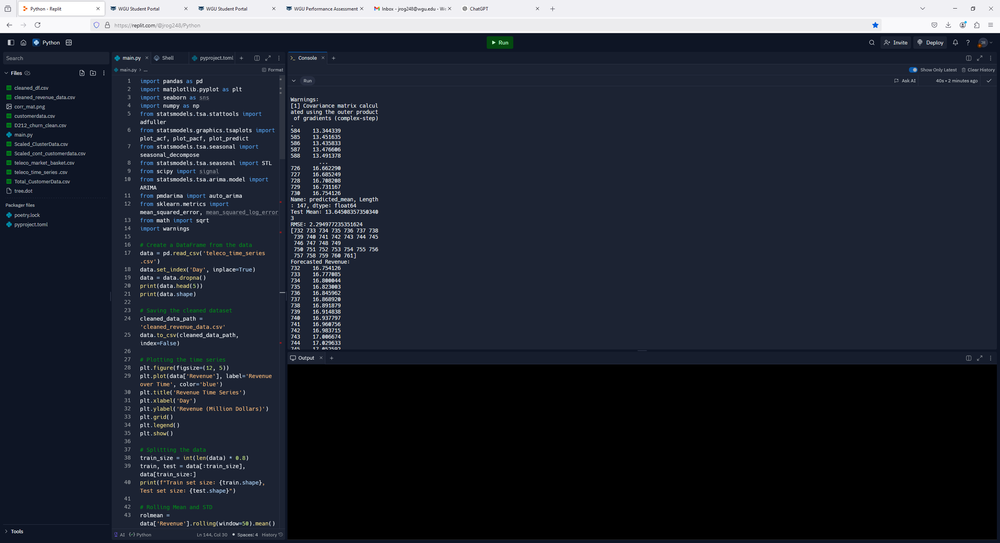 Python - Replit
WGU Student Portal
WGU Student Portal
WGU Performance Assessment
Inbox - jrog248@wgu.edu - We
ChatGPT
https://replit.com/@jrog248/Python
Python
Run
Invite
Deploy
JR
Search
Files
cleaned_df.csv
cleaned_revenue_data.csv
corr_mat.png
customerdata.csv
D212_churn_clean.csv
main.py
Scaled_ClusterData.csv
Scaled_cont_customerdata.csv
teleco_market_basket.csv
teleco_time_series .csv
Total_CustomerData.csv
tree.dot
Packager files
poetry.lock
pyproject.toml
Tools
main.py
Shell
pyproject.toml
main.py > ...
Format
1 import pandas as pd
2 import matplotlib.pyplot as plt
3 import seaborn as sns
4 import numpy as np
5 from statsmodels.tsa.stattools import
adfuller
6 from statsmodels.graphics.tsaplots import
plot_acf, plot_pacf, plot_predict
7 from statsmodels.tsa.seasonal import
seasonal_decompose
8 from statsmodels.tsa.seasonal import STL
9 from scipy import signal
10 from statsmodels.tsa.arima.model import
ARIMA
11 from pmdarima import auto_arima
12 from sklearn.metrics import
mean_squared_error, mean_squared_log_error
13 from math import sqrt
14 import warnings
15
16 # Create a DataFrame from the data
17 data = pd.read_csv('teleco_time_series
.csv')
18 data.set_index('Day', inplace=True)
19 data = data.dropna()
20 print(data.head(5))
21 print(data.shape)
22
23 # Saving the cleaned dataset
24 cleaned_data_path =
'cleaned_revenue_data.csv'
25 data.to_csv(cleaned_data_path,
index=False)
26
27 # Plotting the time series
28 plt.figure(figsize=(12, 5))
29 plt.plot(data['Revenue'], label='Revenue
over Time', color='blue')
30 plt.title('Revenue Time Series')
31 plt.xlabel('Day')
32 plt.ylabel('Revenue (Million Dollars)')
33 plt.grid()
34 plt.legend()
35 plt.show()
36
37 # Splitting the data
38 train_size = int(len(data) * 0.8)
39 train, test = data[:train_size],
data[train_size:]
40 print(f"Train set size: {train.shape},
Test set size: {test.shape}")
41
42 # Rolling Mean and STD
43 rolmean =
data['Revenue'].rolling(window=50).mean()
AI
Python
Ln 144, Col 30
Spaces: 4
History
Console
Show Only Latest
Clear History
Run
Ask AI
40s • 2 minutes ago
Warnings:
[1] Covariance matrix calcul
ated using the outer product
of gradients (complex-step)
.
584 13.344339
585 13.451635
586 13.435833
587 13.476606
588 13.491378
...
726 16.662290
727 16.685249
728 16.708208
729 16.731167
730 16.754126
Name: predicted_mean, Length
: 147, dtype: float64
Test Mean: 13.64508357350340
3
RMSE: 2.294977235351624
[732 733 734 735 736 737 738
739 740 741 742 743 744 745
746 747 748 749
750 751 752 753 754 755 756
757 758 759 760 761]
Forecasted Revenue:
732 16.754126
733 16.777085
734 16.800044
735 16.823003
736 16.845962
737 16.868920
738 16.891879
739 16.914838
740 16.937797
741 16.960756
742 16.983715
743 17.006674
744 17.029633
745 17.052592
Output